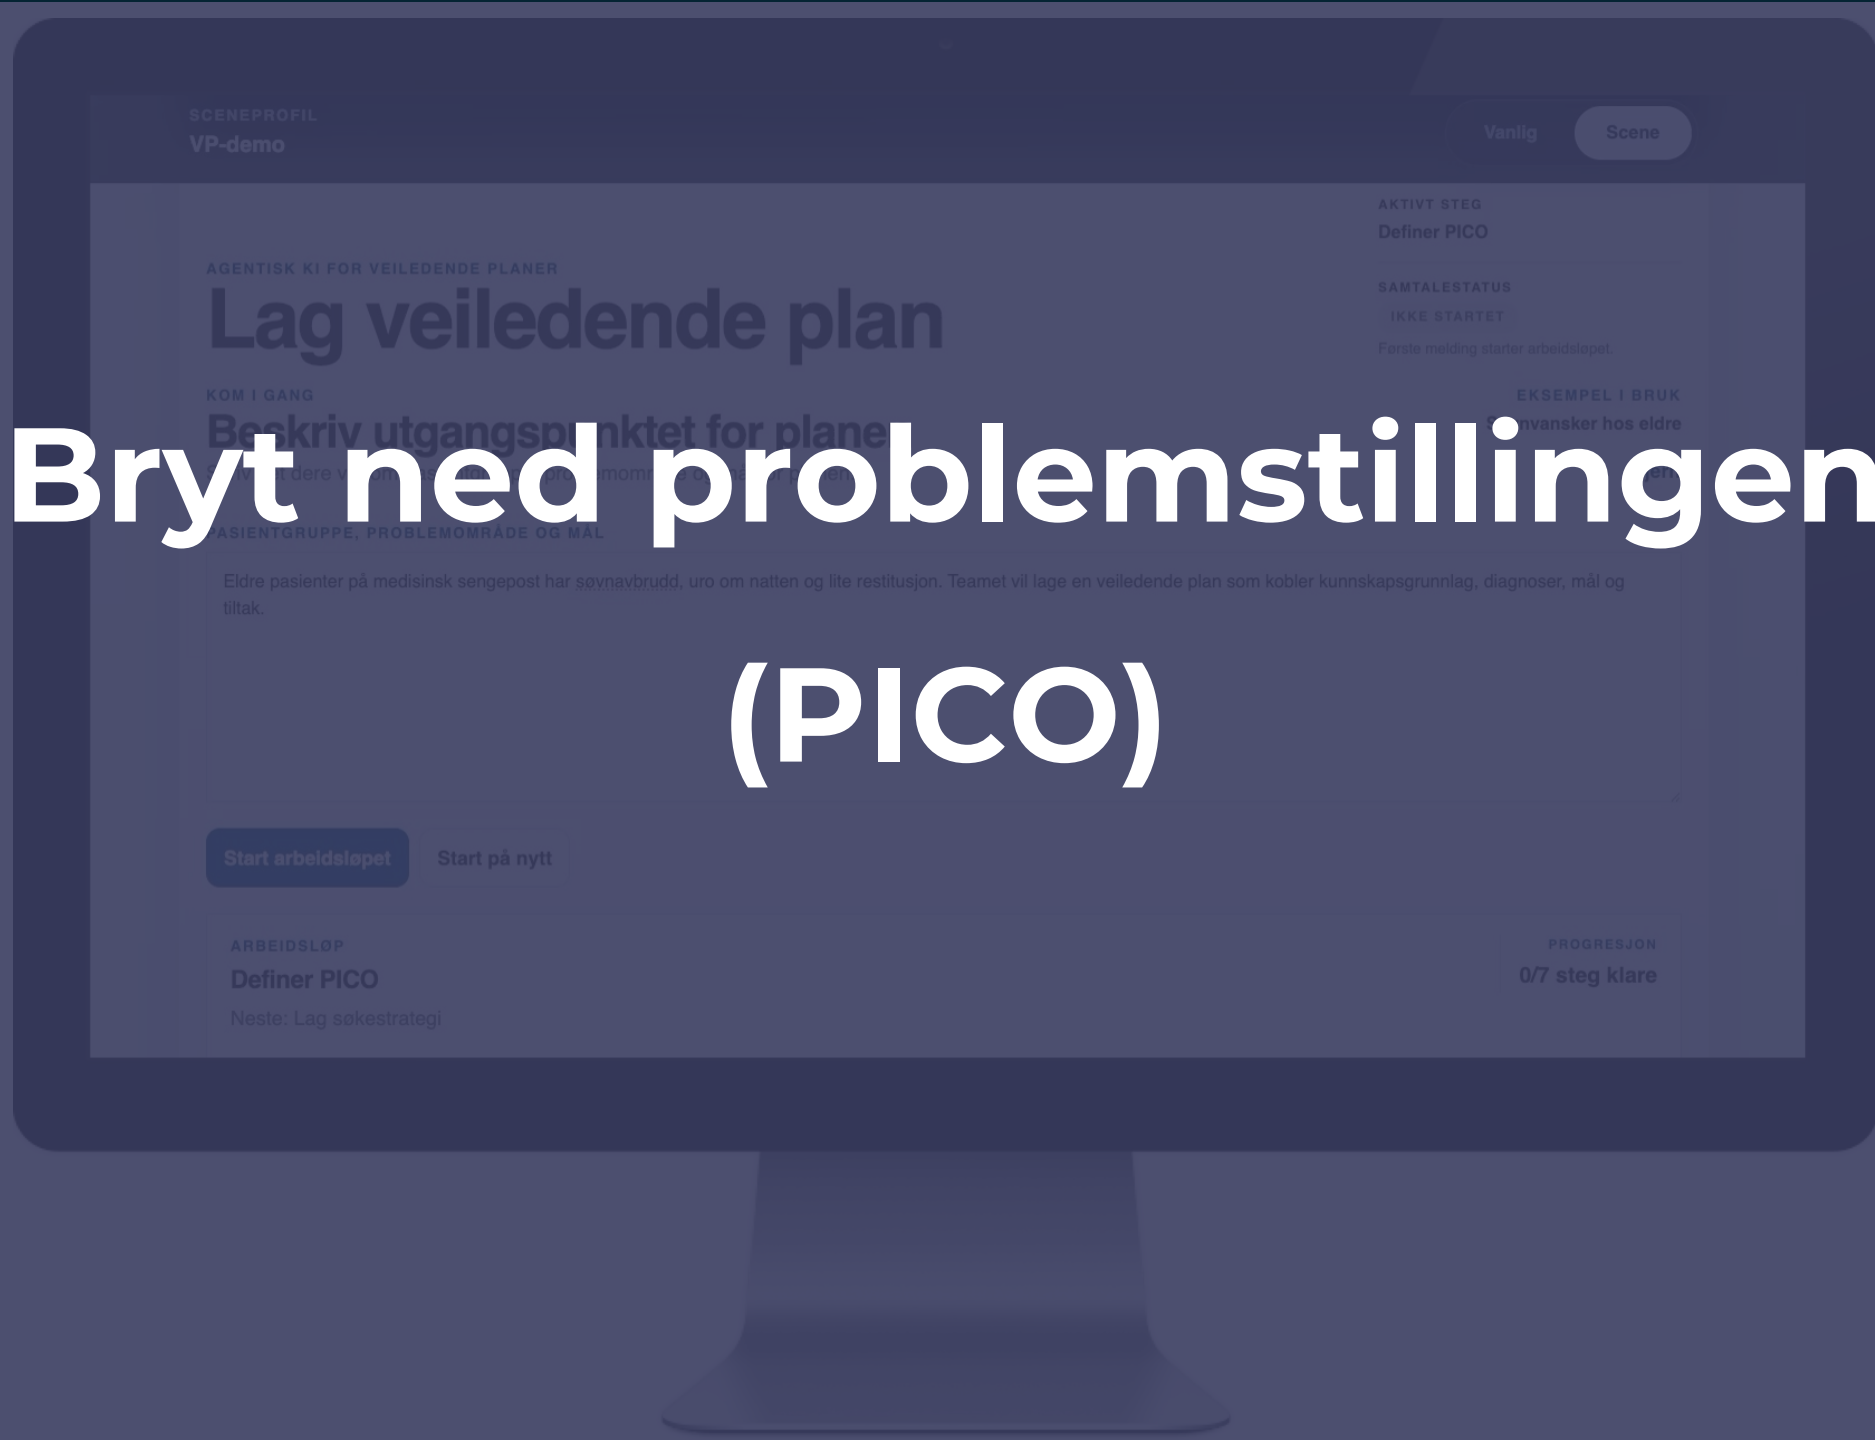 SCENEPROFIL
VP-demo
Vanlig
Scene
AKTIVT STEG
Definer PICO
AGENTISK KI FOR VEILEDENDE PLANER
Lag veiledende plan
SAMTALESTATUS
IKKE STARTET
Første melding starter arbeidsløpet.
KOM I GANG
Beskriv utgangspunktet for plane
EKSEMPEL I BRUK
hos eldre
Bryt ned problemstillingen
(PICO)
PASIENTGRUPPE, PROBLEMOMRÅDE OG MÅL
Eldre pasienter på medisinsk sengepost har søvnavbrudd, uro om natten og lite restitusjon. Teamet vil lage en veiledende plan som kobler kunnskapsgrunnlag, diagnoser, mål og
tiltak.
Start arbeidsløpet
Start på nytt
ARBEIDSLØP
Definer PICO
Neste: Lag søkestrategi
PROGRESJON
0/7 steg klare